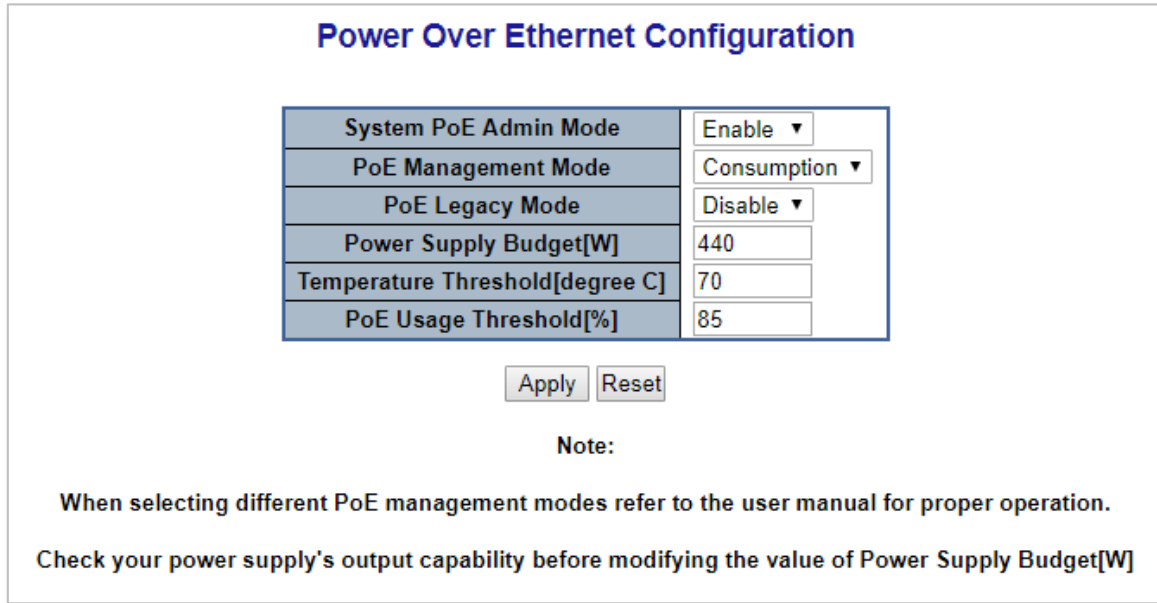 Power Over Ethernet Configuration
System PoE Admin Mode Enable
PoE Management Mode Consumption
PoE Legacy Mode Disable
Power Supply Budget[W] 440
Temperature Threshold[degree C] 70
PoE Usage Threshold[%] 85
Apply Reset
Note:
When selecting different PoE management modes refer to the user manual for proper operation.
Check your power supply's output capability before modifying the value of Power Supply Budget[W]